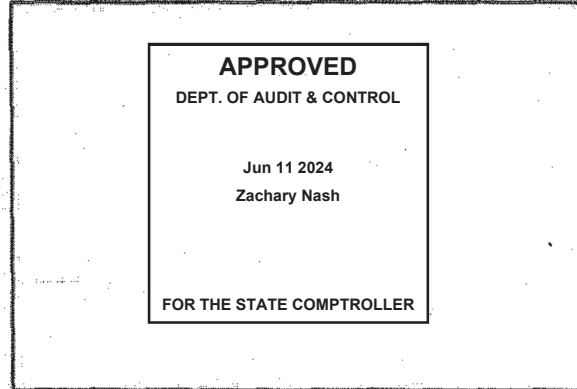 APPROVED
DEPT. OF AUDIT & CONTROL
Jun 11 2024
Zachary Nash
FOR THE STATE COMPTROLLER